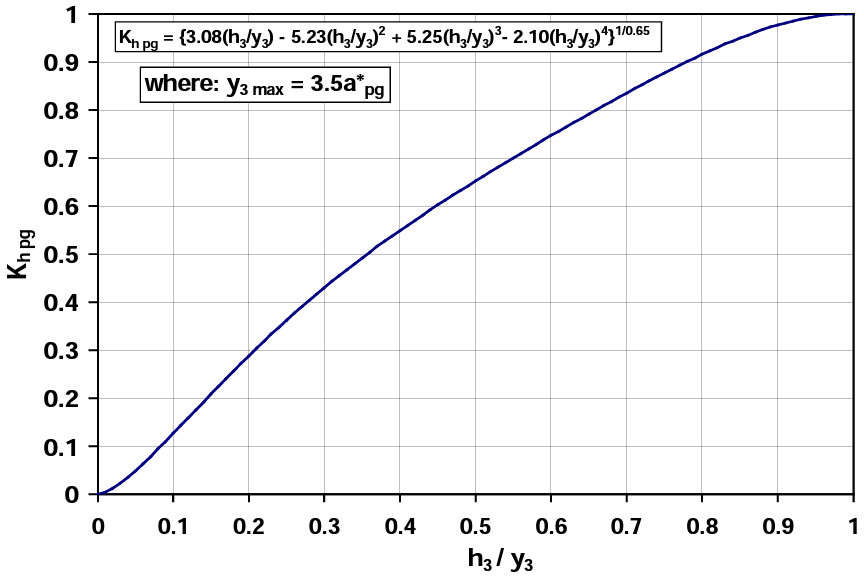 K_h pg = {3.08(h₃/y₃) - 5.23(h₃/y₃)² + 5.25(h₃/y₃)³- 2.10(h₃/y₃)⁴}^1/0.65
where: y₃ max = 3.5a*pg
1
0.9
0.8
0.7
0.6
0.5
0.4
0.3
0.2
0.1
0
K_h pg
0 0.1 0.2 0.3 0.4 0.5 0.6 0.7 0.8 0.9 1
h₃ / y₃